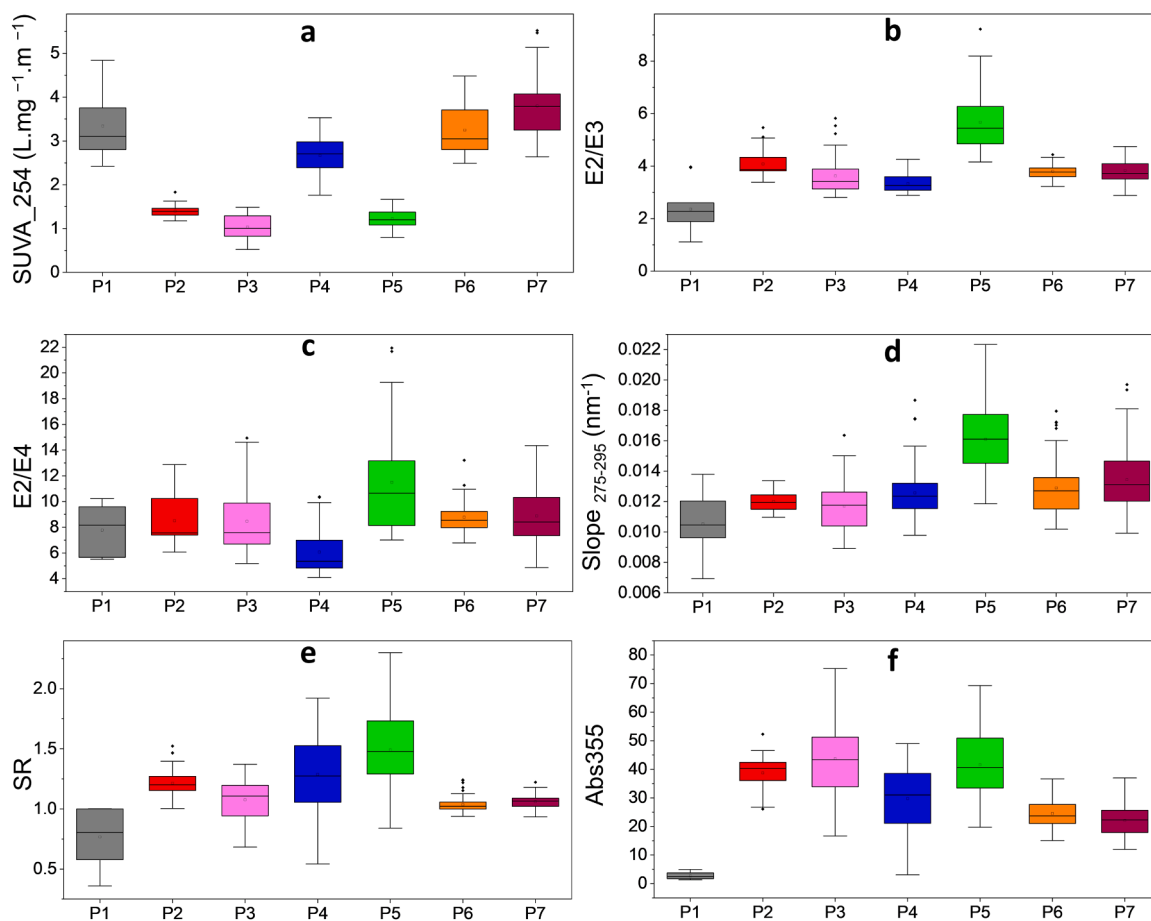 a
SUVA_254 (L.mg ⁻¹.m ⁻¹)
5
4
3
2
1
0
P1 P2 P3 P4 P5 P6 P7
b
E2/E3
8
6
4
2
0
P1 P2 P3 P4 P5 P6 P7
c
E2/E4
22
20
18
16
14
12
10
8
6
4
P1 P2 P3 P4 P5 P6 P7
d
Slope 275-295 (nm⁻¹)
0.022
0.020
0.018
0.016
0.014
0.012
0.010
0.008
0.006
P1 P2 P3 P4 P5 P6 P7
e
SR
2.0
1.5
1.0
0.5
P1 P2 P3 P4 P5 P6 P7
f
Abs355
80
70
60
50
40
30
20
10
0
P1 P2 P3 P4 P5 P6 P7